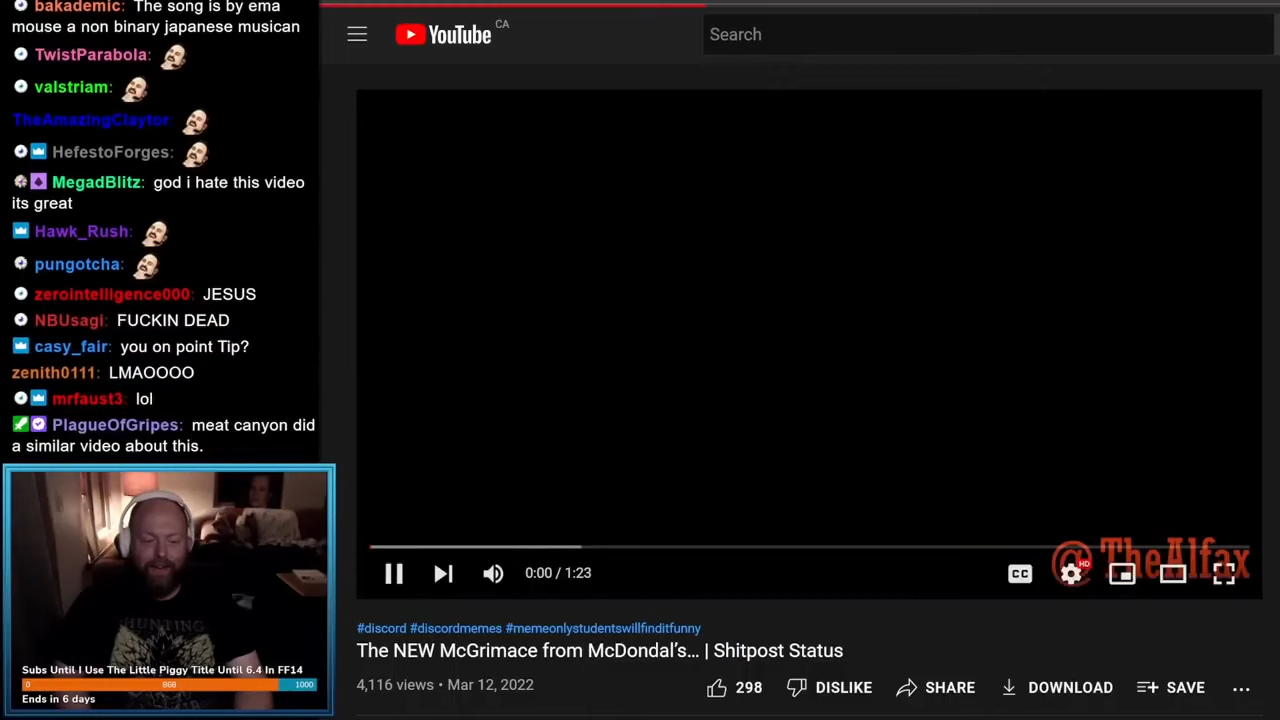 bakademic: The song is by ema
mouse a non binary japanese musican
TwistParabola:
valstriam:
TheAmazingClaytor:
HefestoForges:
MegadBlitz: god i hate this video
its great
Hawk_Rush:
pungotcha:
zerointelligence000: JESUS
NBUsagi: FUCKIN DEAD
casy_fair: you on point Tip?
zenith0111: LMAOOOO
mrfaust3: lol
PlagueOfGripes: meat canyon did
a similar video about this.
Subs Until I Use The Little Piggy Title Until 6.4 In FF14
0 868 1000
Ends in 6 days
YouTube CA
Search
@TheAlfax
0:00 / 1:23
CC
HD
#discord #discordmemes #memeonlystudentswillfinditfunny
The NEW McGrimace from McDondal’s... | Shitpost Status
4,116 views • Mar 12, 2022
298 DISLIKE SHARE DOWNLOAD SAVE